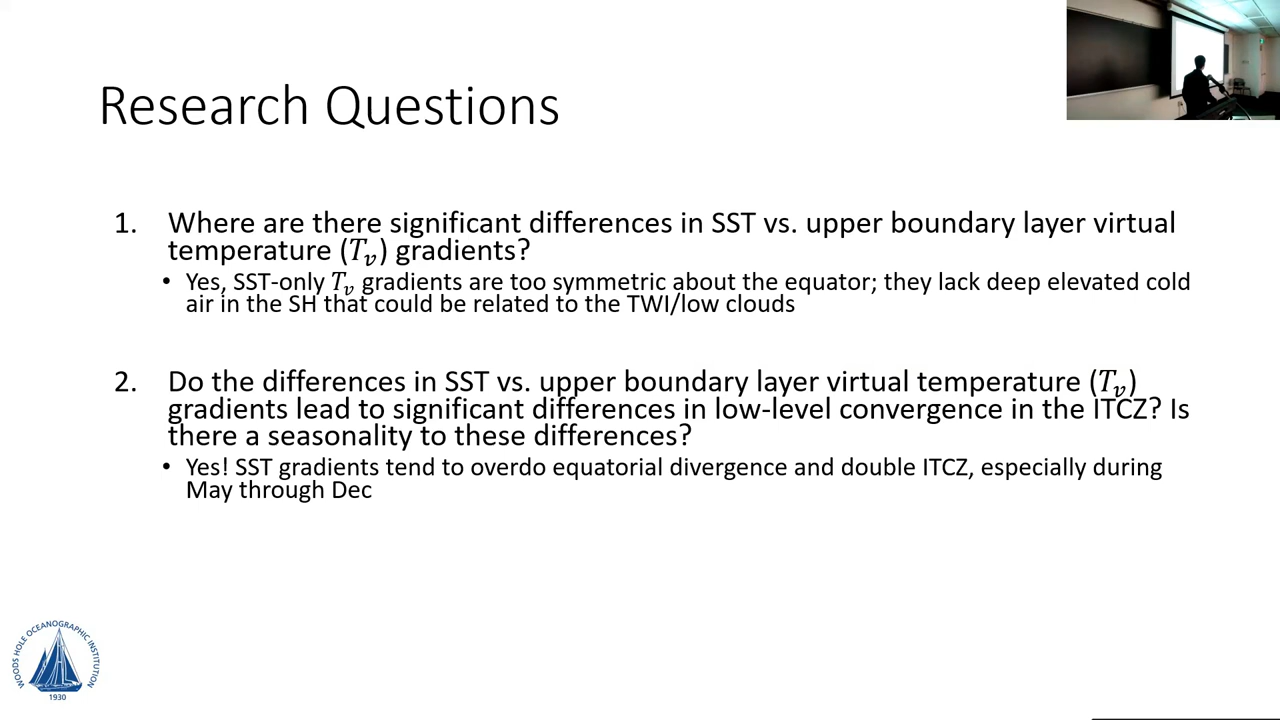 Research Questions
1. Where are there significant differences in SST vs. upper boundary layer virtual
temperature (Tᵥ) gradients?
• Yes, SST-only Tᵥ gradients are too symmetric about the equator; they lack deep elevated cold
air in the SH that could be related to the TWI/low clouds
2. Do the differences in SST vs. upper boundary layer virtual temperature (Tᵥ)
gradients lead to significant differences in low-level convergence in the ITCZ? Is
there a seasonality to these differences?
• Yes! SST gradients tend to overdo equatorial divergence and double ITCZ, especially during
May through Dec
WOODS HOLE OCEANOGRAPHIC INSTITUTION
1930